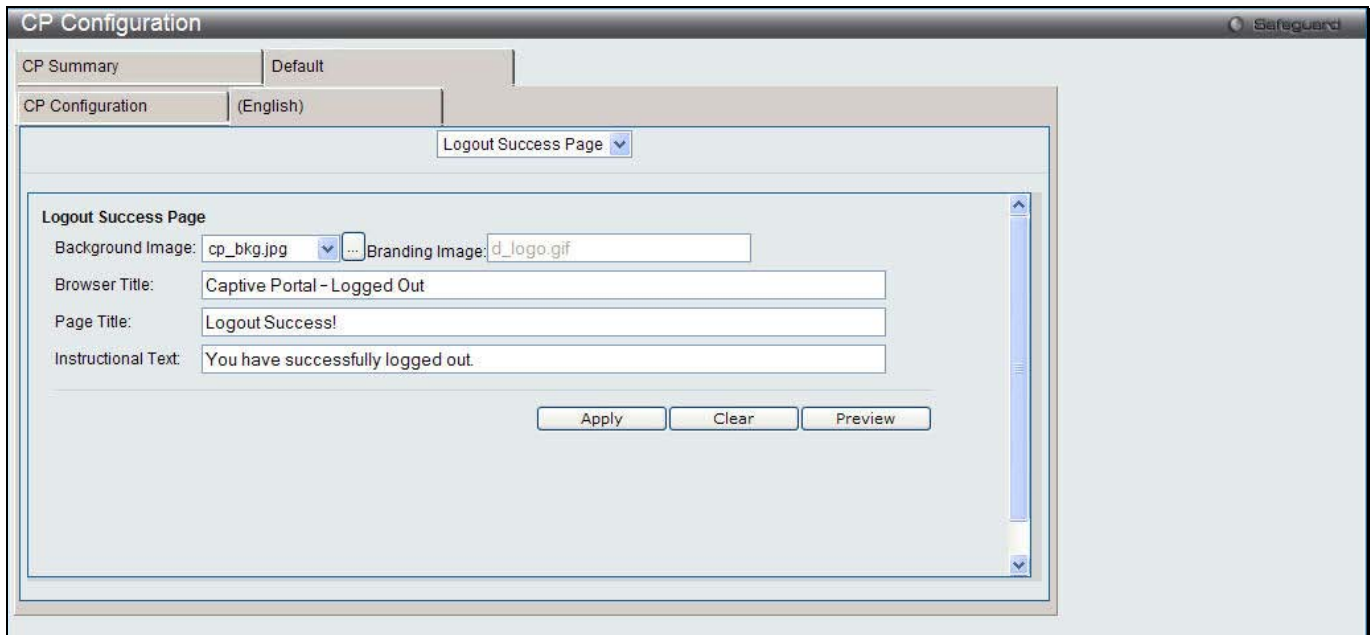 CP Configuration
Safeguard
CP Summary
Default
CP Configuration
(English)
Logout Success Page
Logout Success Page
Background Image: cp_bkg.jpg ... Branding Image: d_logo.gif
Browser Title: Captive Portal – Logged Out
Page Title: Logout Success!
Instructional Text: You have successfully logged out.
Apply Clear Preview